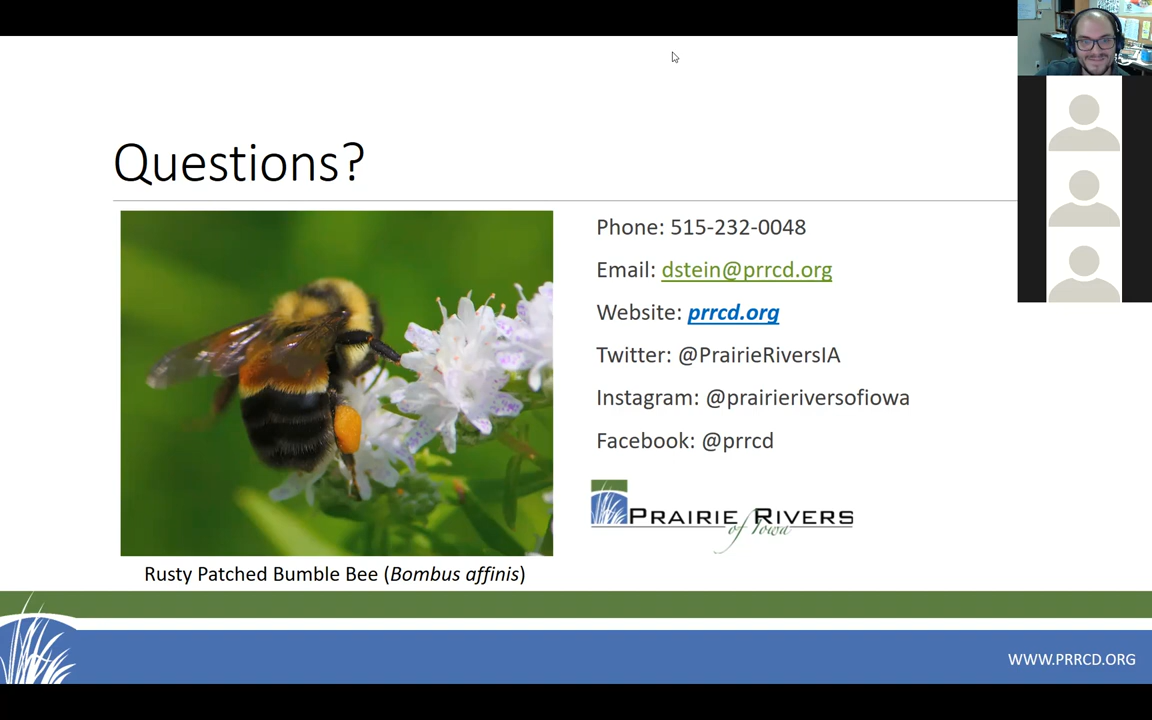 Questions?
Phone: 515-232-0048
Email: dstein@prrcd.org
Website: prrcd.org
Twitter: @PrairieRiversIA
Instagram: @prairieriversofiowa
Facebook: @prrcd
PRAIRIE RIVERS
of Iowa
Rusty Patched Bumble Bee (Bombus affinis)
WWW.PRRCD.ORG